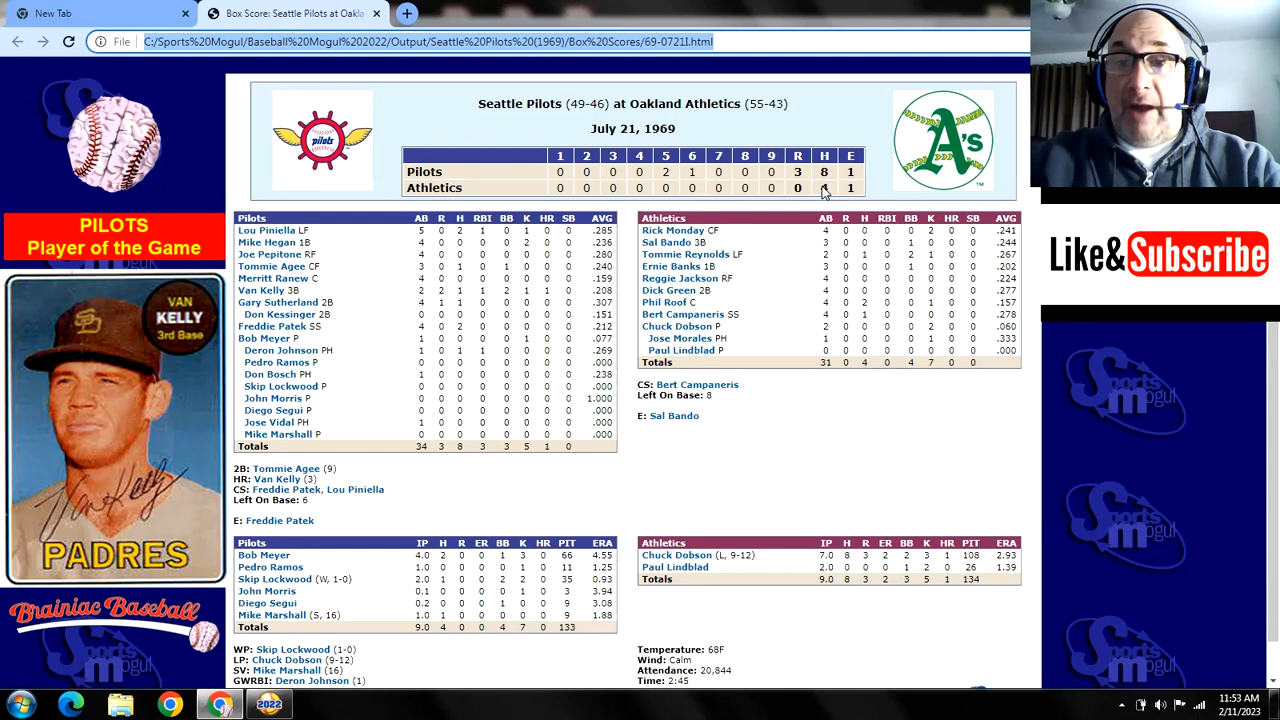 New Tab
Box Score: Seattle Pilots at Oakl
File
C:/Sports%20Mogul/Baseball%20Mogul%202022/Output/Seattle%20Pilots%20(1969)/Box%20Scores/69-0721I.html
Seattle Pilots (49-46) at Oakland Athletics (55-43)
July 21, 1969
1 2 3 4 5 6 7 8 9 R H E
Pilots 0 0 0 0 2 1 0 0 0 3 8 1
Athletics 0 0 0 0 0 0 0 0 0 0 1
pilots
A's
TM
PILOTS
Player of the Game
VAN
KELLY
3rd Base
SD
Van Kelly
PADRES
Brainiac Baseball
Pilots AB R H RBI BB K HR SB AVG
Lou Piniella LF 5 0 2 1 0 1 0 0 .285
Mike Hegan 1B 4 0 0 0 0 2 0 0 .236
Joe Pepitone RF 4 0 0 0 0 0 0 0 .280
Tommie Agee CF 3 0 1 0 1 0 0 0 .240
Merritt Ranew C 4 0 0 0 0 0 0 0 .159
Van Kelly 3B 2 2 1 1 2 1 1 0 .208
Gary Sutherland 2B 4 1 1 0 0 0 0 0 .307
Don Kessinger 2B 0 0 0 0 0 0 0 0 .151
Freddie Patek SS 4 0 2 0 0 0 0 0 .212
Bob Meyer P 1 0 0 0 0 1 0 0 .077
Deron Johnson PH 1 0 1 1 0 0 0 0 .269
Pedro Ramos P 0 0 0 0 0 0 0 0 .000
Don Bosch PH 1 0 0 0 0 0 0 0 .238
Skip Lockwood P 0 0 0 0 0 0 0 0 .000
John Morris P 0 0 0 0 0 0 0 0 1.000
Diego Segui P 0 0 0 0 0 0 0 0 .000
Jose Vidal PH 1 0 0 0 0 0 0 0 .000
Mike Marshall P 0 0 0 0 0 0 0 0 .000
Totals 34 3 8 3 3 5 1 0
2B: Tommie Agee (9)
HR: Van Kelly (3)
CS: Freddie Patek, Lou Piniella
Left On Base: 6
E: Freddie Patek
Athletics AB R H RBI BB K HR SB AVG
Rick Monday CF 4 0 0 0 0 2 0 0 .241
Sal Bando 3B 3 0 0 0 1 0 0 0 .244
Tommie Reynolds LF 2 0 1 0 2 1 0 0 .267
Ernie Banks 1B 3 0 0 0 1 0 0 0 .202
Reggie Jackson RF 4 0 0 0 0 0 0 0 .224
Dick Green 2B 4 0 0 0 0 0 0 0 .277
Phil Roof C 4 0 2 0 0 1 0 0 .157
Bert Campaneris SS 4 0 1 0 0 0 0 0 .278
Chuck Dobson P 2 0 0 0 0 2 0 0 .060
Jose Morales PH 1 0 0 0 0 1 0 0 .333
Paul Lindblad P 0 0 0 0 0 0 0 0 .000
Totals 31 0 4 0 4 7 0 0
CS: Bert Campaneris
Left On Base: 8
E: Sal Bando
Pilots IP H R ER BB K HR PIT ERA
Bob Meyer 4.0 2 0 0 1 3 0 66 4.55
Pedro Ramos 1.0 0 0 0 0 1 0 11 1.25
Skip Lockwood (W, 1-0) 2.0 1 0 0 2 2 0 35 0.93
John Morris 0.1 0 0 0 0 1 0 3 3.94
Diego Segui 0.2 0 0 0 1 0 0 9 3.08
Mike Marshall (S, 16) 1.0 1 0 0 0 0 0 9 1.88
Totals 9.0 4 0 0 4 7 0 133
WP: Skip Lockwood (1-0)
LP: Chuck Dobson (9-12)
SV: Mike Marshall (16)
GWRBI: Deron Johnson (1)
Athletics IP H R ER BB K HR PIT ERA
Chuck Dobson (L, 9-12) 7.0 8 3 2 2 3 1 108 2.93
Paul Lindblad 2.0 0 0 0 1 2 0 26 1.39
Totals 9.0 8 3 2 3 5 1 134
Temperature: 68F
Wind: Calm
Attendance: 20,844
Time: 2:45
Like& Subscribe
Sports
Mogul
2022
11:53 AM
2/11/2023